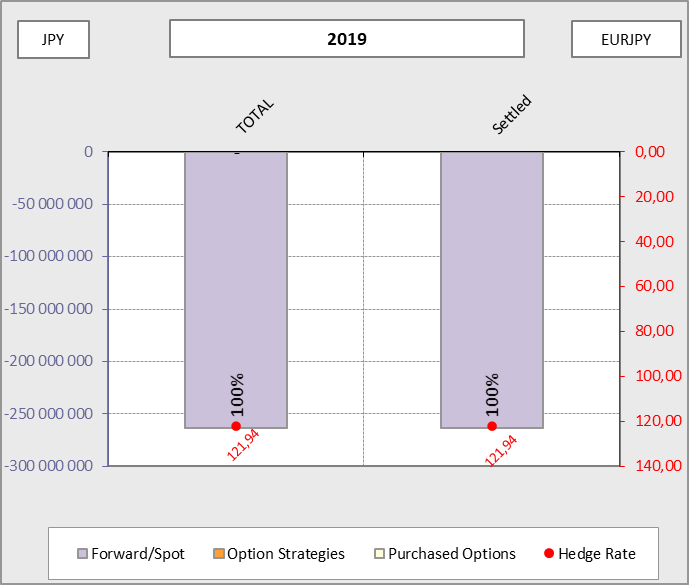 JPY
2019
EURJPY
TOTAL
Settled
0
-50 000 000
-100 000 000
-150 000 000
-200 000 000
-250 000 000
-300 000 000
0,00
20,00
40,00
60,00
80,00
100,00
120,00
140,00
100%
121,94
100%
121,94
Forward/Spot
Option Strategies
Purchased Options
Hedge Rate